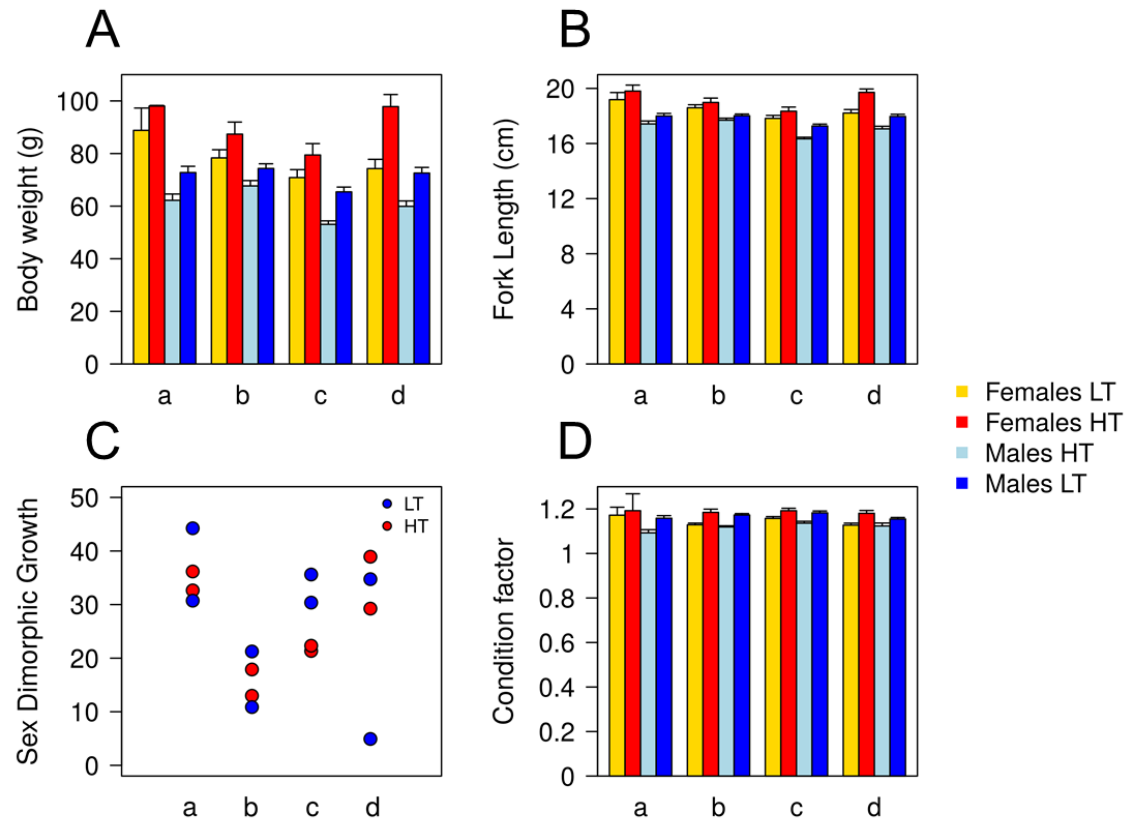 A
Body weight (g)
100
80
60
40
20
0
a b c d
B
Fork Length (cm)
20
16
12
8
4
0
a b c d
Females LT
Females HT
Males HT
Males LT
C
Sex Dimorphic Growth
50
40
30
20
10
0
LT
HT
a b c d
D
Condition factor
1.2
1
0.8
0.6
0.4
0.2
0
a b c d